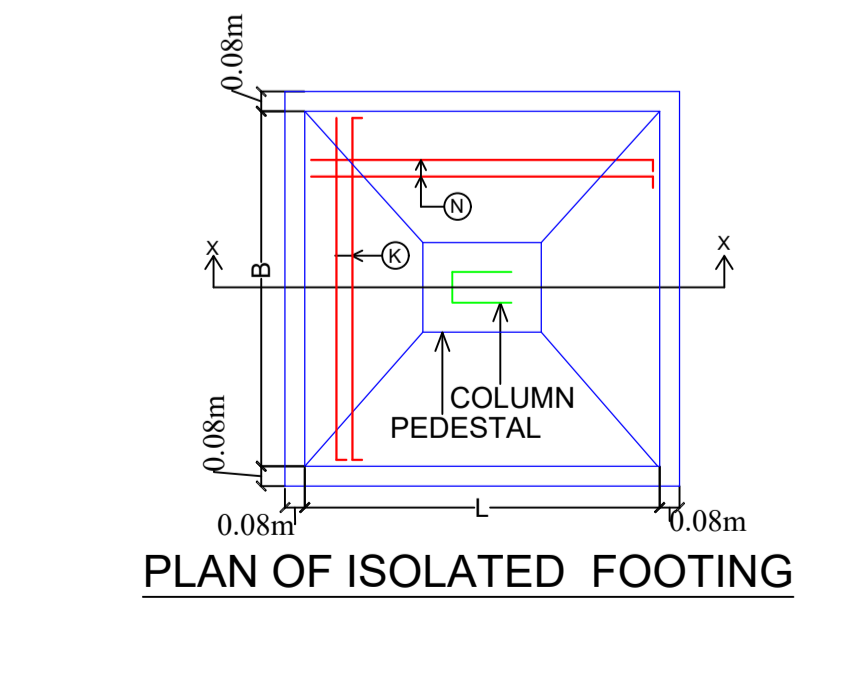 0.08m
N
X
X
K
B
COLUMN
PEDESTAL
0.08m
L
0.08m
0.08m
PLAN OF ISOLATED FOOTING